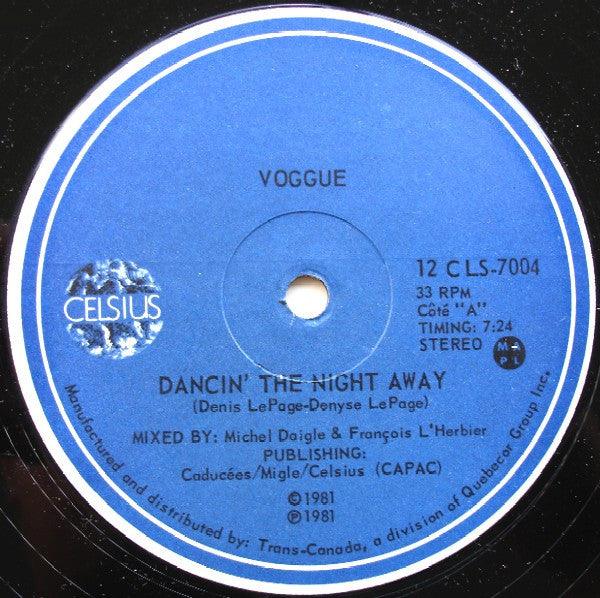 VOGGUE
CELSIUS
12 CLS-7004
33 RPM
Côté "A"
TIMING: 7:24
STEREO
M A P L
DANCIN' THE NIGHT AWAY
(Denis LePage-Denyse LePage)
MIXED BY: Michel Daigle & François L'Herbier
PUBLISHING:
Caducées/Migle/Celsius (CAPAC)
©1981
℗1981
Manufactured and distributed by: Trans-Canada, a division of Quebecor Group Inc.